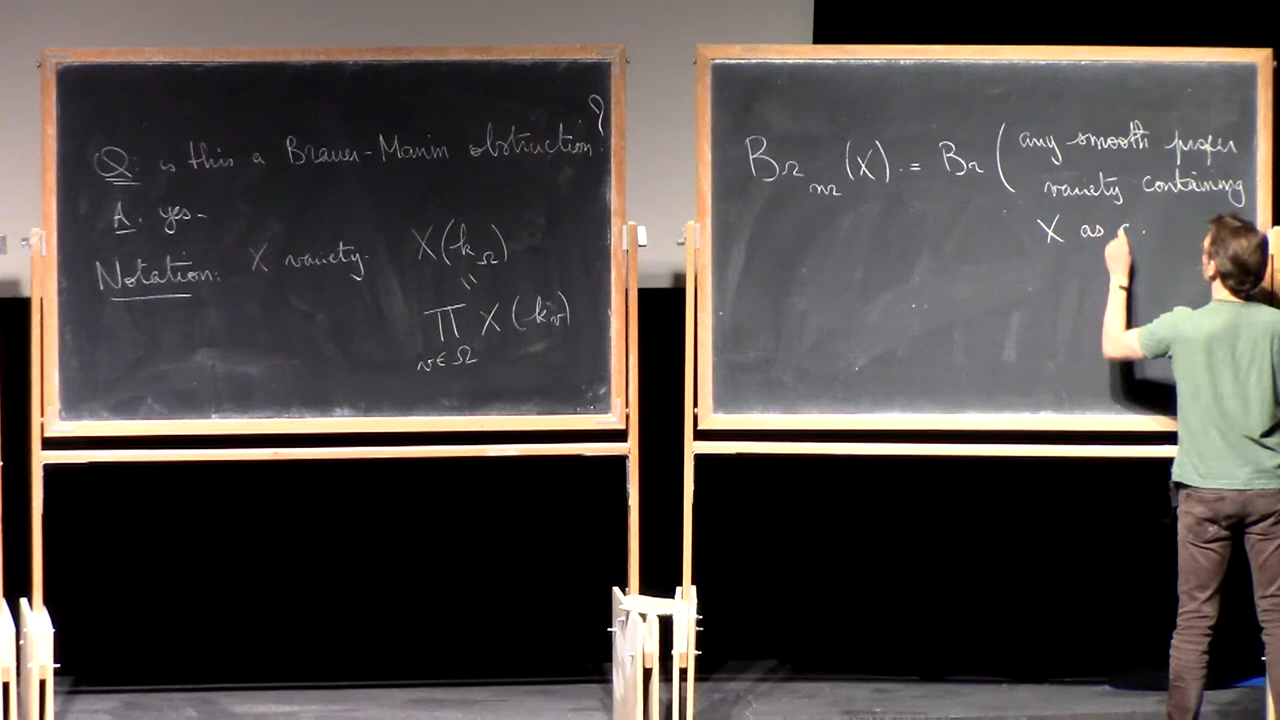 Q: is this a Brauer-Manin obstruction?
A. yes.
Notation: X variety. X(k_Ω)
=
∏ X(k_v)
v∈Ω
Br_nr(X) = Br(any smooth proper
variety containing
X as